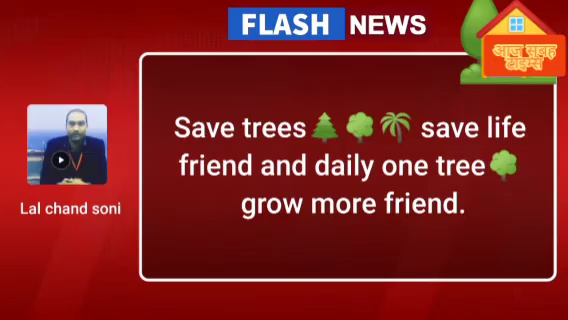 FLASH NEWS
आज सुबह
टाइम्स
Save trees🌲🌳🌴 save life
friend and daily one tree🌳
grow more friend.
Lal chand soni